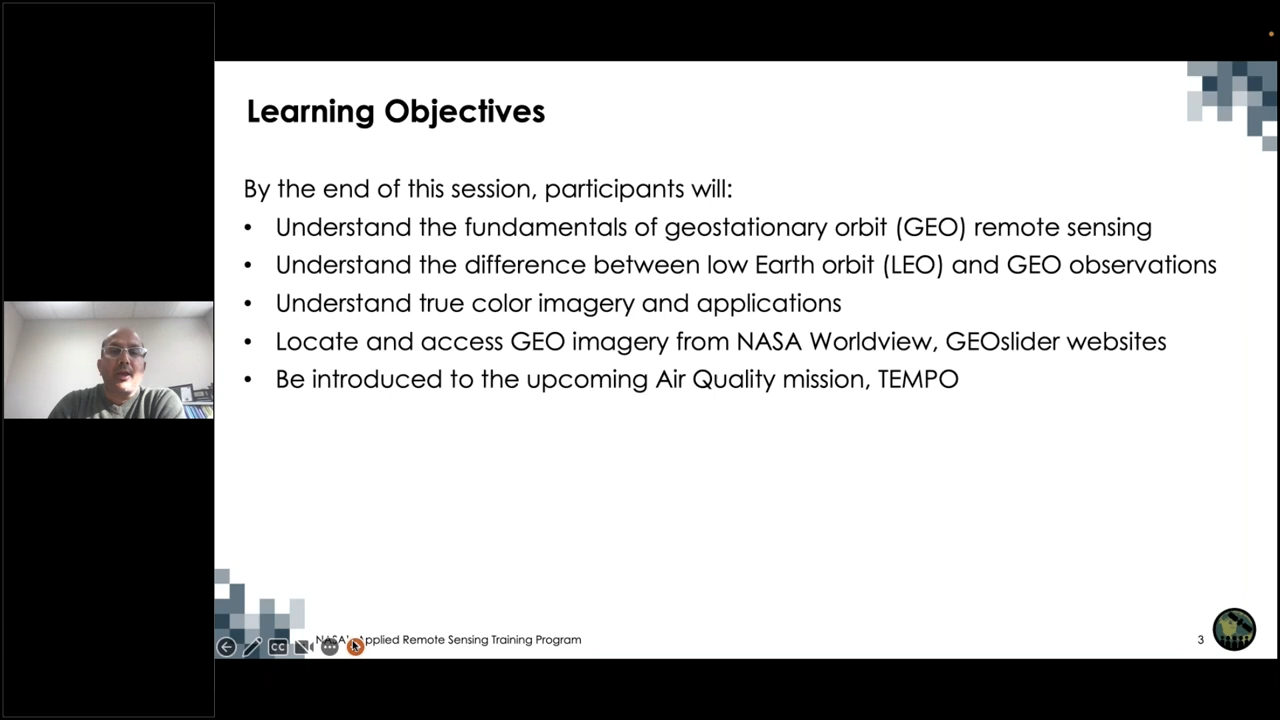 Learning Objectives
By the end of this session, participants will:
• Understand the fundamentals of geostationary orbit (GEO) remote sensing
• Understand the difference between low Earth orbit (LEO) and GEO observations
• Understand true color imagery and applications
• Locate and access GEO imagery from NASA Worldview, GEOslider websites
• Be introduced to the upcoming Air Quality mission, TEMPO
CC
NASA's Applied Remote Sensing Training Program
3